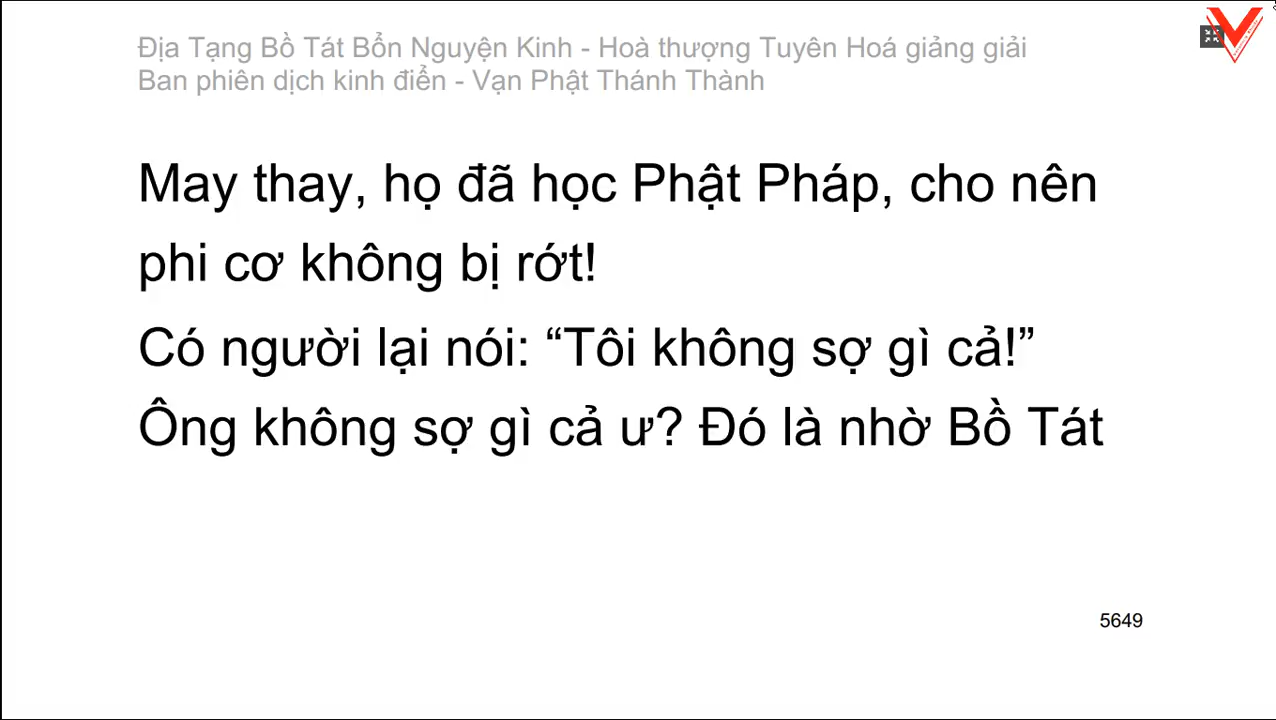 Địa Tạng Bồ Tát Bổn Nguyện Kinh - Hoà thượng Tuyên Hoá giảng giải
Ban phiên dịch kinh điển - Vạn Phật Thánh Thành
May thay, họ đã học Phật Pháp, cho nên
phi cơ không bị rớt!
Có người lại nói: “Tôi không sợ gì cả!”
Ông không sợ gì cả ư? Đó là nhờ Bồ Tát
5649